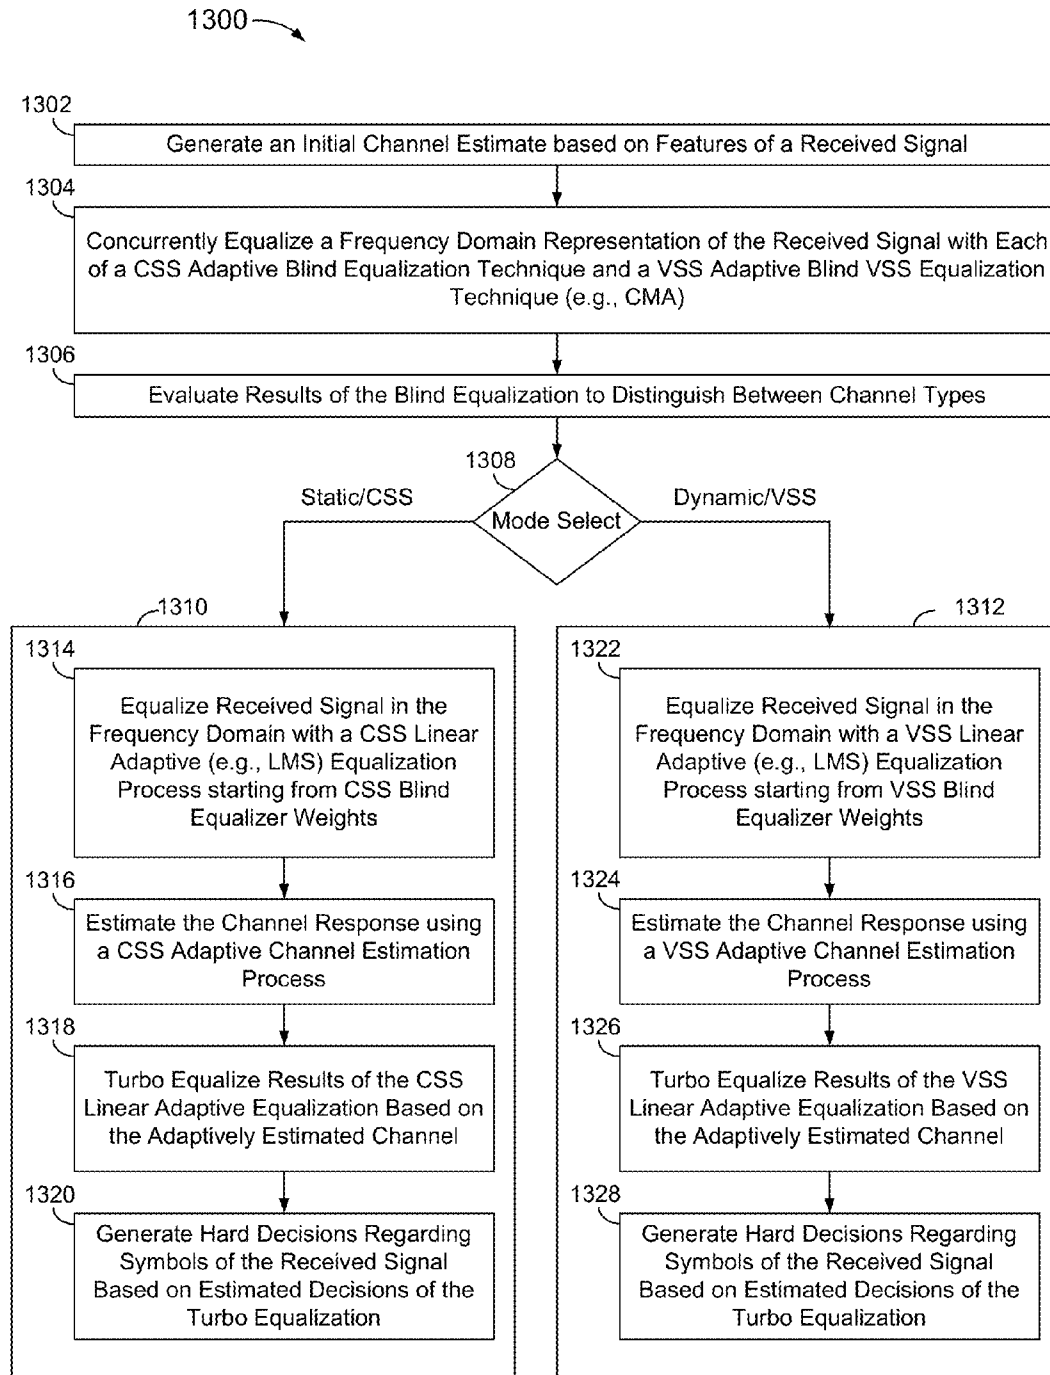 1300
1302
Generate an Initial Channel Estimate based on Features of a Received Signal
1304
Concurrently Equalize a Frequency Domain Representation of the Received Signal with Each
of a CSS Adaptive Blind Equalization Technique and a VSS Adaptive Blind VSS Equalization
Technique (e.g., CMA)
1306
Evaluate Results of the Blind Equalization to Distinguish Between Channel Types
1308
Static/CSS
Mode Select
Dynamic/VSS
1310
1314
Equalize Received Signal in the
Frequency Domain with a CSS Linear
Adaptive (e.g., LMS) Equalization
Process starting from CSS Blind
Equalizer Weights
1316
Estimate the Channel Response using
a CSS Adaptive Channel Estimation
Process
1318
Turbo Equalize Results of the CSS
Linear Adaptive Equalization Based on
the Adaptively Estimated Channel
1320
Generate Hard Decisions Regarding
Symbols of the Received Signal
Based on Estimated Decisions of the
Turbo Equalization
1312
1322
Equalize Received Signal in the
Frequency Domain with a VSS Linear
Adaptive (e.g., LMS) Equalization
Process starting from VSS Blind
Equalizer Weights
1324
Estimate the Channel Response using
a VSS Adaptive Channel Estimation
Process
1326
Turbo Equalize Results of the VSS
Linear Adaptive Equalization Based on
the Adaptively Estimated Channel
1328
Generate Hard Decisions Regarding
Symbols of the Received Signal
Based on Estimated Decisions of the
Turbo Equalization